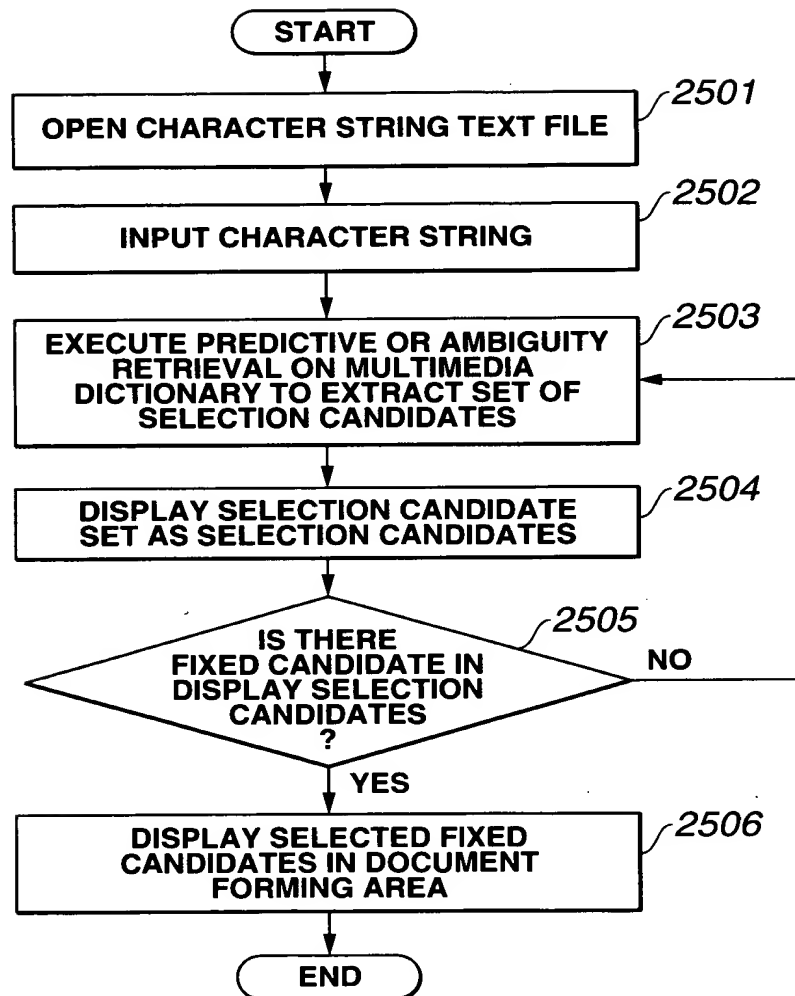 START
2501
OPEN CHARACTER STRING TEXT FILE
2502
INPUT CHARACTER STRING
2503
EXECUTE PREDICTIVE OR AMBIGUITY
RETRIEVAL ON MULTIMEDIA
DICTIONARY TO EXTRACT SET OF
SELECTION CANDIDATES
2504
DISPLAY SELECTION CANDIDATE
SET AS SELECTION CANDIDATES
2505
IS THERE
FIXED CANDIDATE IN
DISPLAY SELECTION
CANDIDATES
?
NO
YES
2506
DISPLAY SELECTED FIXED
CANDIDATES IN DOCUMENT
FORMING AREA
END